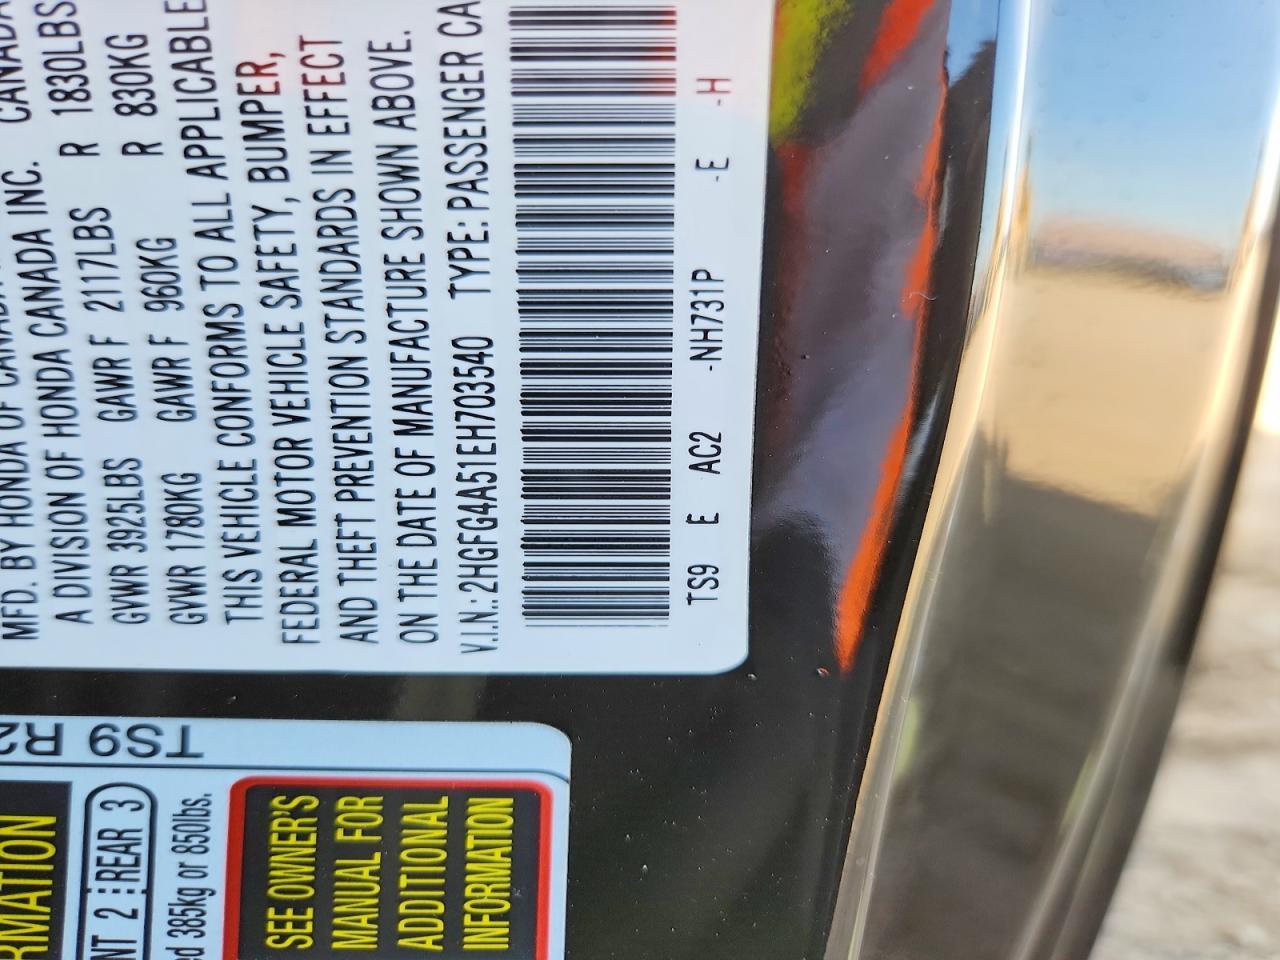 MFD. BY HONDA OF CANADA
A DIVISION OF HONDA CANADA INC. CANADA
GVWR 3925LBS GAWR F 2117LBS R 1830LBS
GVWR 1780KG GAWR F 960KG R 830KG
THIS VEHICLE CONFORMS TO ALL APPLICABLE
FEDERAL MOTOR VEHICLE SAFETY, BUMPER,
AND THEFT PREVENTION STANDARDS IN EFFECT
ON THE DATE OF MANUFACTURE SHOWN ABOVE.
V.I.N.: 2HGFG4A51EH703540 TYPE: PASSENGER CA
TS9 E AC2 -NH731P -E -H
TS9
RMATION
NT 2 REAR 3
ed 385kg or 850lbs.
SEE OWNER'S
MANUAL FOR
ADDITIONAL
INFORMATION